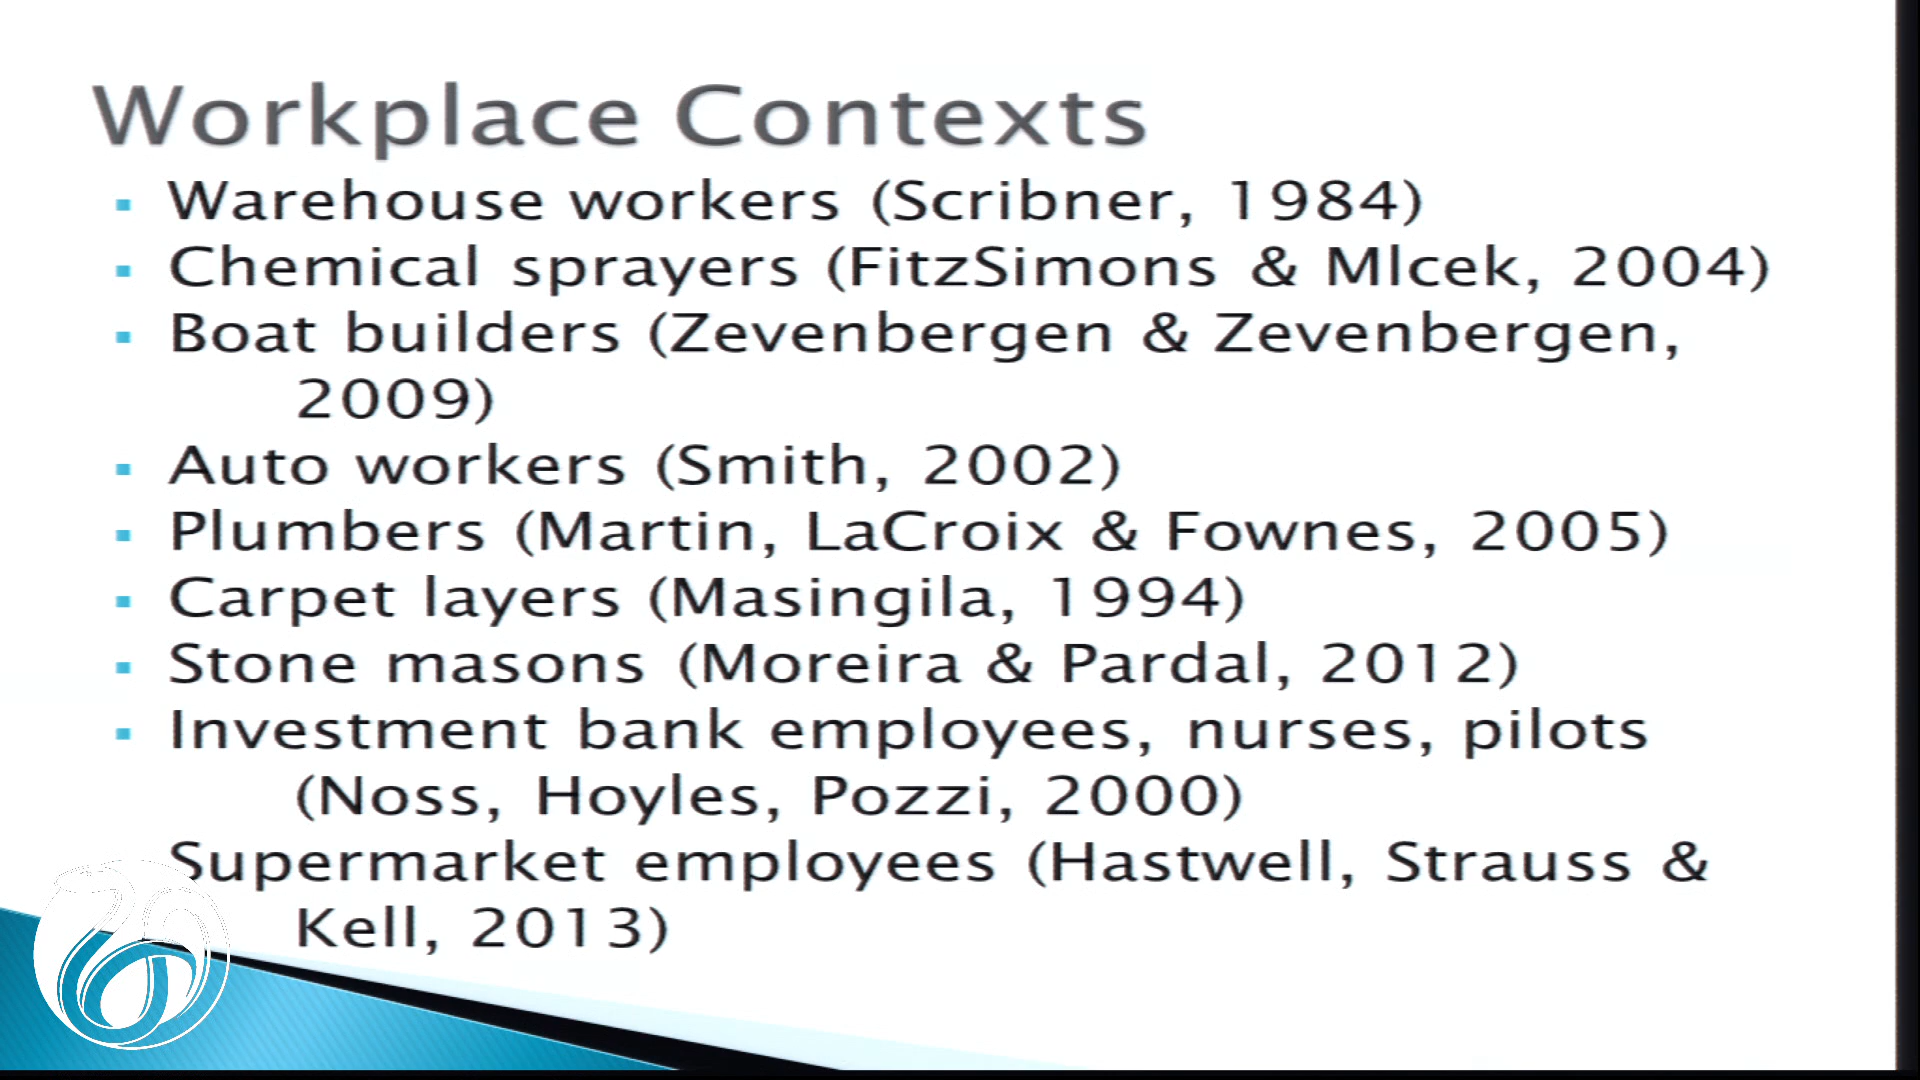 Workplace Contexts
▪ Warehouse workers (Scribner, 1984)
▪ Chemical sprayers (FitzSimons & Mlcek, 2004)
▪ Boat builders (Zevenbergen & Zevenbergen,
2009)
▪ Auto workers (Smith, 2002)
▪ Plumbers (Martin, LaCroix & Fownes, 2005)
▪ Carpet layers (Masingila, 1994)
▪ Stone masons (Moreira & Pardal, 2012)
▪ Investment bank employees, nurses, pilots
(Noss, Hoyles, Pozzi, 2000)
Supermarket employees (Hastwell, Strauss &
Kell, 2013)